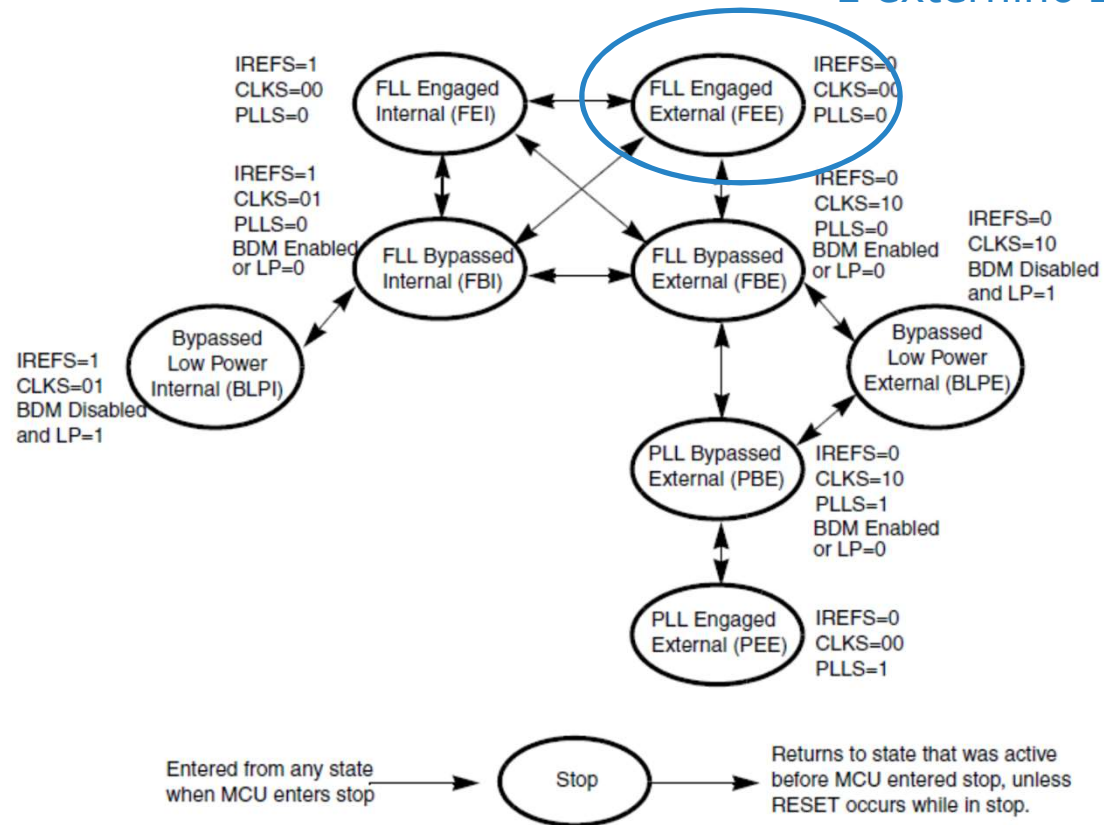 IREFS=1
CLKS=00
PLLS=0
FLL Engaged
Internal (FEI)
FLL Engaged
External (FEE)
IREFS=0
CLKS=00
PLLS=0
IREFS=1
CLKS=01
PLLS=0
BDM Enabled
or LP=0
FLL Bypassed
Internal (FBI)
FLL Bypassed
External (FBE)
IREFS=0
CLKS=10
PLLS=0
BDM Enabled
or LP=0
IREFS=0
CLKS=10
BDM Disabled
and LP=1
IREFS=1
CLKS=01
BDM Disabled
and LP=1
Bypassed
Low Power
Internal (BLPI)
Bypassed
Low Power
External (BLPE)
PLL Bypassed
External (PBE)
IREFS=0
CLKS=10
PLLS=1
BDM Enabled
or LP=0
PLL Engaged
External (PEE)
IREFS=0
CLKS=00
PLLS=1
Entered from any state
when MCU enters stop
Stop
Returns to state that was active
before MCU entered stop, unless
RESET occurs while in stop.